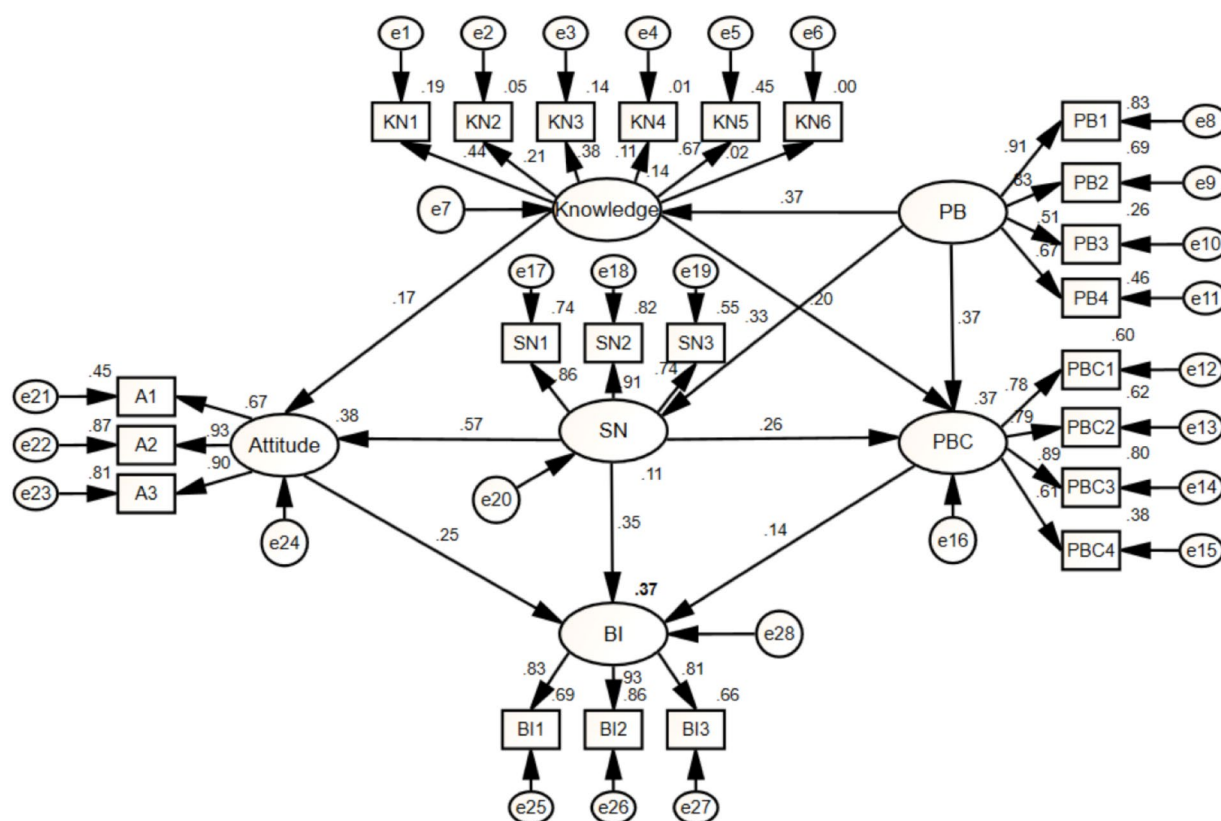 e1 e2 e3 e4 e5 e6
.19 .05 .14 .01 .45 .00
KN1 KN2 KN3 KN4 KN5 KN6
.44 .21 .38 .11 .67 .02
.14
e7 Knowledge .37 PB
.91 PB1 .83 e8
.83 PB2 .69 e9
.51 PB3 .26 e10
.67 PB4 .46 e11
.17 .33 .20 .37
e17 e18 e19
.74 .82 .55
SN1 SN2 SN3
.86 .91 .74
.60
.78 PBC1 e12
.62
.79 PBC2 e13
.80
.89 PBC3 e14
.38
.61 PBC4 e15
e21 .45 A1 .67
e22 .87 A2 .93
e23 .81 A3 .90
Attitude .38 .57 SN .26 PBC .37
e24 e20 .11 e16
.25 .35 .14
.37
BI e28
.83 .93 .81
.69 .86 .66
BI1 BI2 BI3
e25 e26 e27